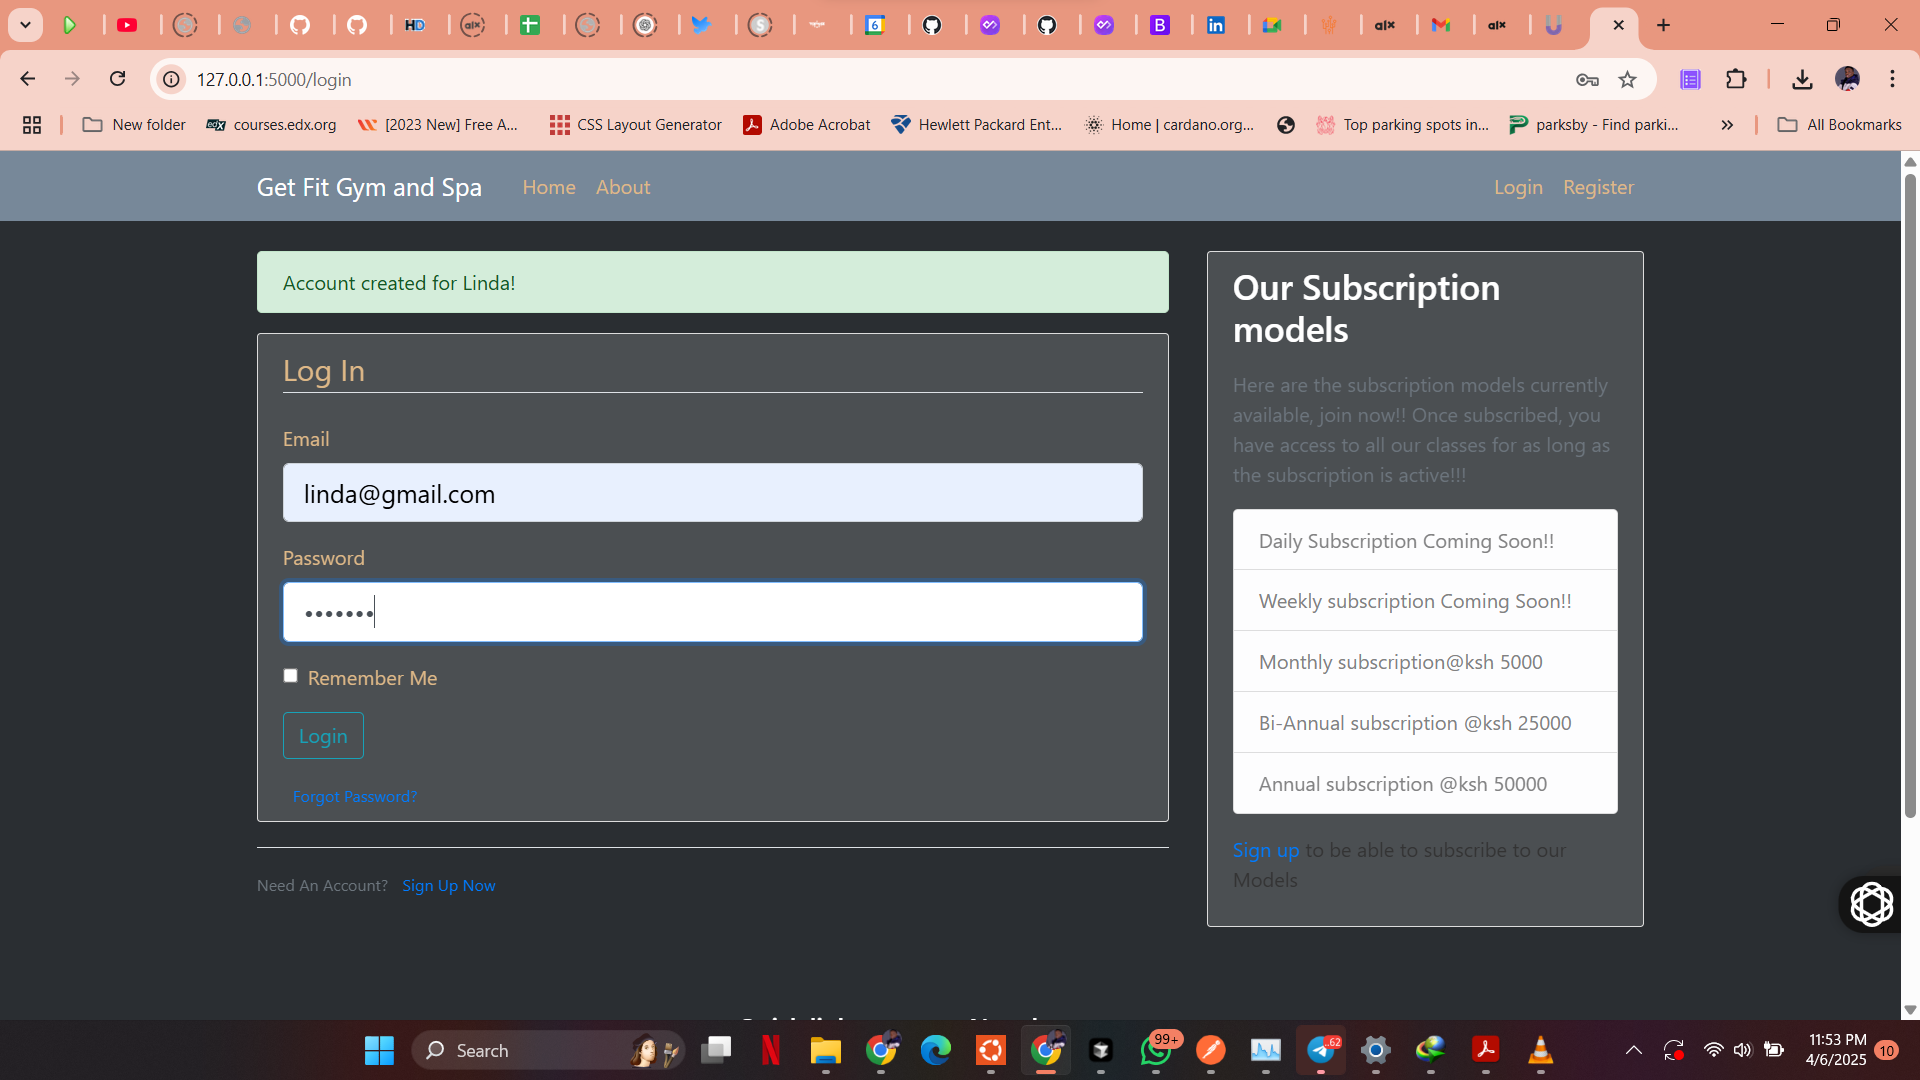 HD
alx
S
6
B
alx
alx
127.0.0.1:5000/login
New folder
courses.edx.org
[2023 New] Free A...
CSS Layout Generator
Adobe Acrobat
Hewlett Packard Ent...
Home | cardano.org...
Top parking spots in...
parksby - Find parki...
All Bookmarks
Get Fit Gym and Spa
Home
About
Login
Register
Account created for Linda!
Log In
Email
linda@gmail.com
Password
•••••••
Remember Me
Login
Forgot Password?
Need An Account? Sign Up Now
Our Subscription
models
Here are the subscription models currently
available, join now!! Once subscribed, you
have access to all our classes for as long as
the subscription is active!!!
Daily Subscription Coming Soon!!
Weekly subscription Coming Soon!!
Monthly subscription@ksh 5000
Bi-Annual subscription @ksh 25000
Annual subscription @ksh 50000
Sign up to be able to subscribe to our
Models
Search
99+
62
11:53 PM
4/6/2025
10